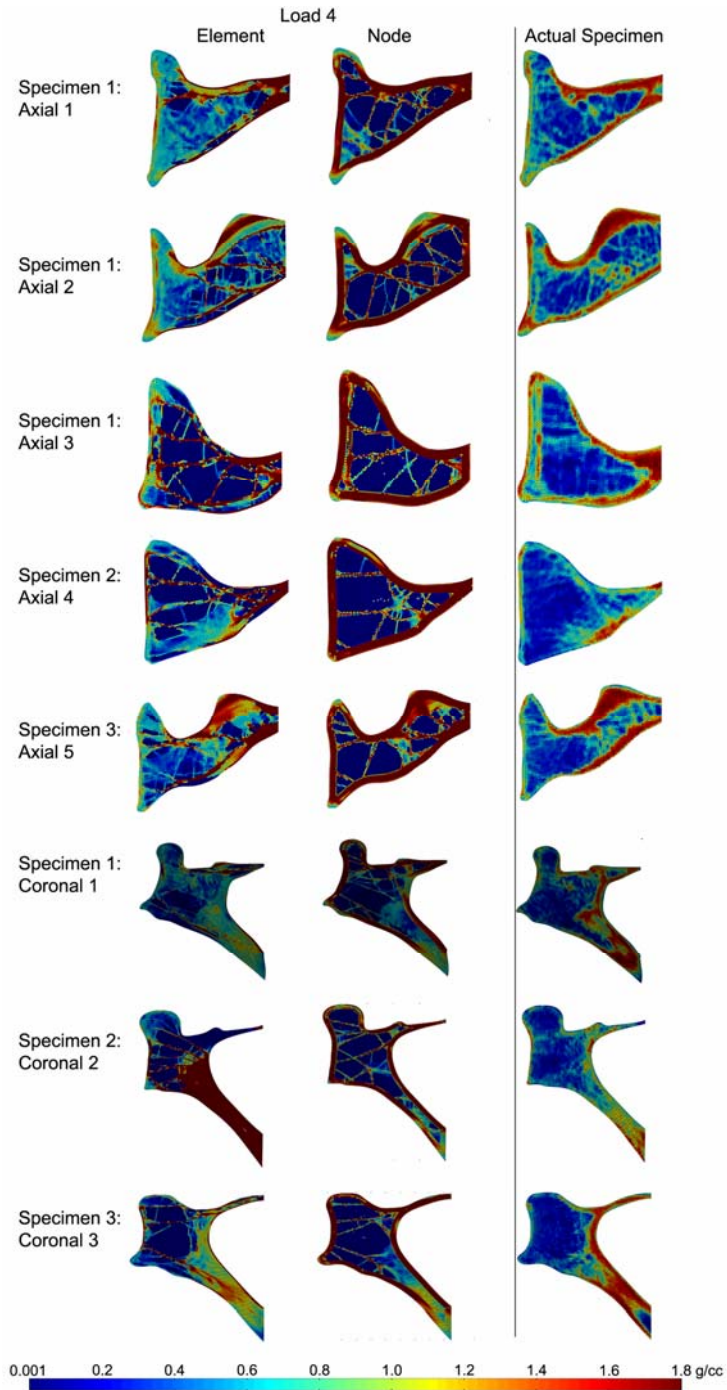 Load 4
Element Node Actual Specimen
Specimen 1:
Axial 1
Specimen 1:
Axial 2
Specimen 1:
Axial 3
Specimen 2:
Axial 4
Specimen 3:
Axial 5
Specimen 1:
Coronal 1
Specimen 2:
Coronal 2
Specimen 3:
Coronal 3
0.001 0.2 0.4 0.6 0.8 1.0 1.2 1.4 1.6 1.8 g/cc